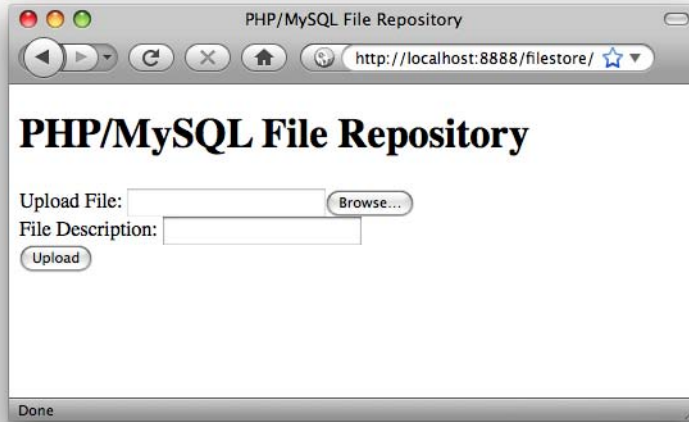 PHP/MySQL File Repository
http://localhost:8888/filestore/
PHP/MySQL File Repository
Upload File: Browse...
File Description:
Upload
Done